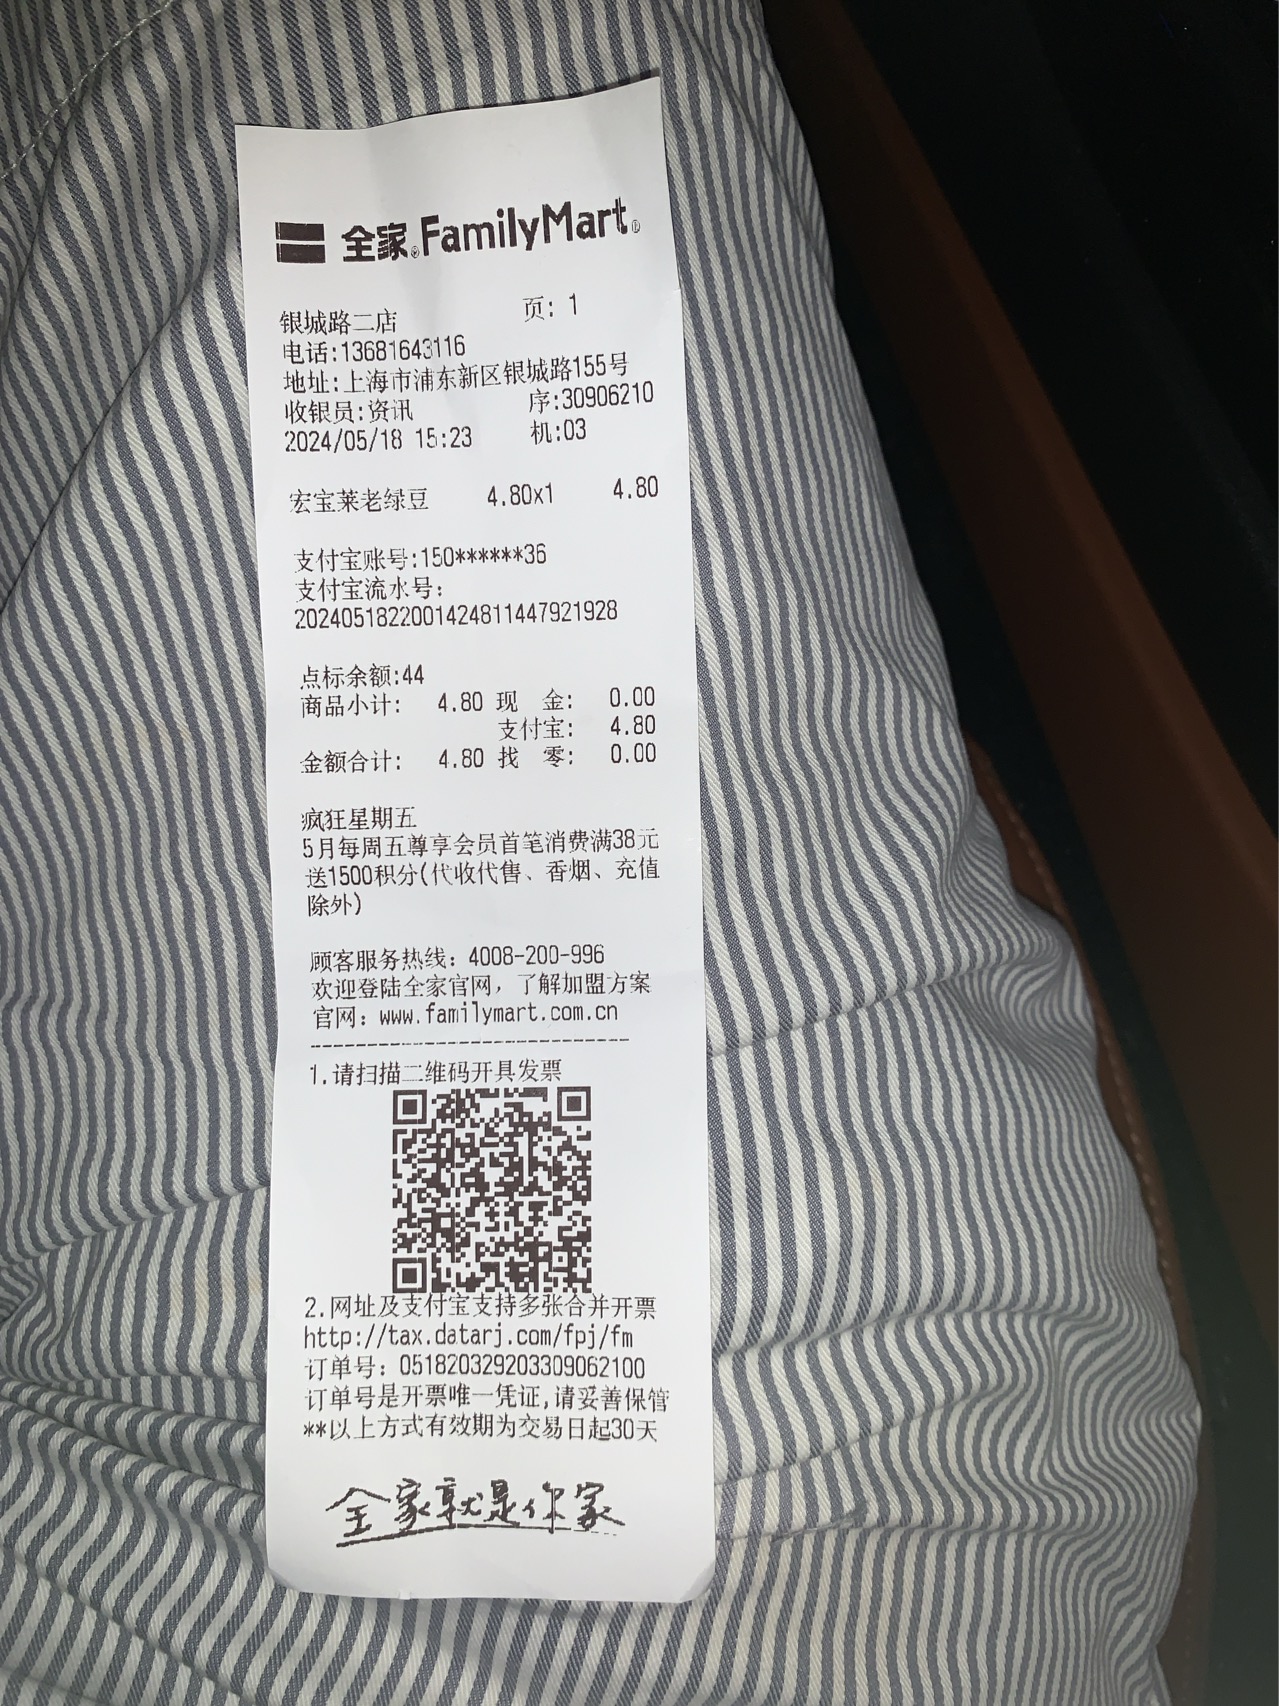 全家 FamilyMart
银城路二店 页: 1
电话:13681643116
地址:上海市浦东新区银城路155号
收银员:资讯 序:30906210
2024/05/18 15:23 机:03
宏宝莱老绿豆 4.80x1 4.80
支付宝账号:150******36
支付宝流水号:
2024051822001424811447921928
点标余额:44
商品小计: 4.80 现 金: 0.00
支付宝: 4.80
金额合计: 4.80 找 零: 0.00
疯狂星期五
5月每周五尊享会员首笔消费满38元
送1500积分(代收代售、香烟、充值
除外)
顾客服务热线: 4008-200-996
欢迎登陆全家官网, 了解加盟方案
官网: www.familymart.com.cn
1.请扫描二维码开具发票
2.网址及支付宝支持多张合并开票
http://tax.datarj.com/fpj/fm
订单号: 051820329203309062100
订单号是开票唯一凭证,请妥善保管
**以上方式有效期为交易日起30天
全家就是你家